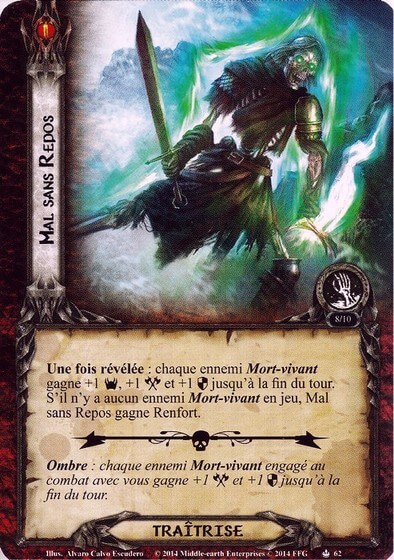 Mal sans Repos
8/10
Une fois révélée : chaque ennemi Mort-vivant
gagne +1 , +1 et +1 jusqu'à la fin du tour.
S'il n'y a aucun ennemi Mort-vivant en jeu, Mal
sans Repos gagne Renfort.
Ombre : chaque ennemi Mort-vivant engagé au
combat avec vous gagne +1 et +1 jusqu'à la
fin du tour.
TRAÎTRISE
Illus. Álvaro Calvo Escudero © 2014 Middle-earth Enterprises © 2014 FFG 62